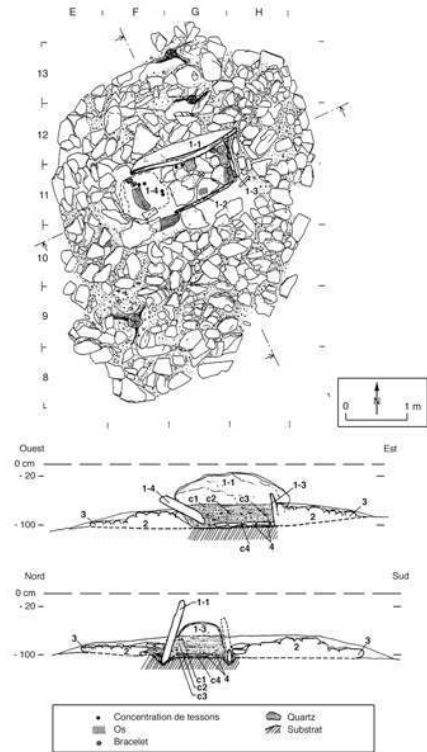 E F G H
13
12
1-1
11
1-4
1-3
1-2
10
9
8
N
0 1 m
Ouest Est
0 cm
- 20
- 100
1-1
1-4
c1 c2 c3
1-3
3
2
2
3
c4 4
Nord Sud
0 cm
- 20
- 100
1-1
1-3
3
2
3
c1 c4 4
c2
c3
Concentration de tessons
Os
Bracelet
Quartz
Substrat